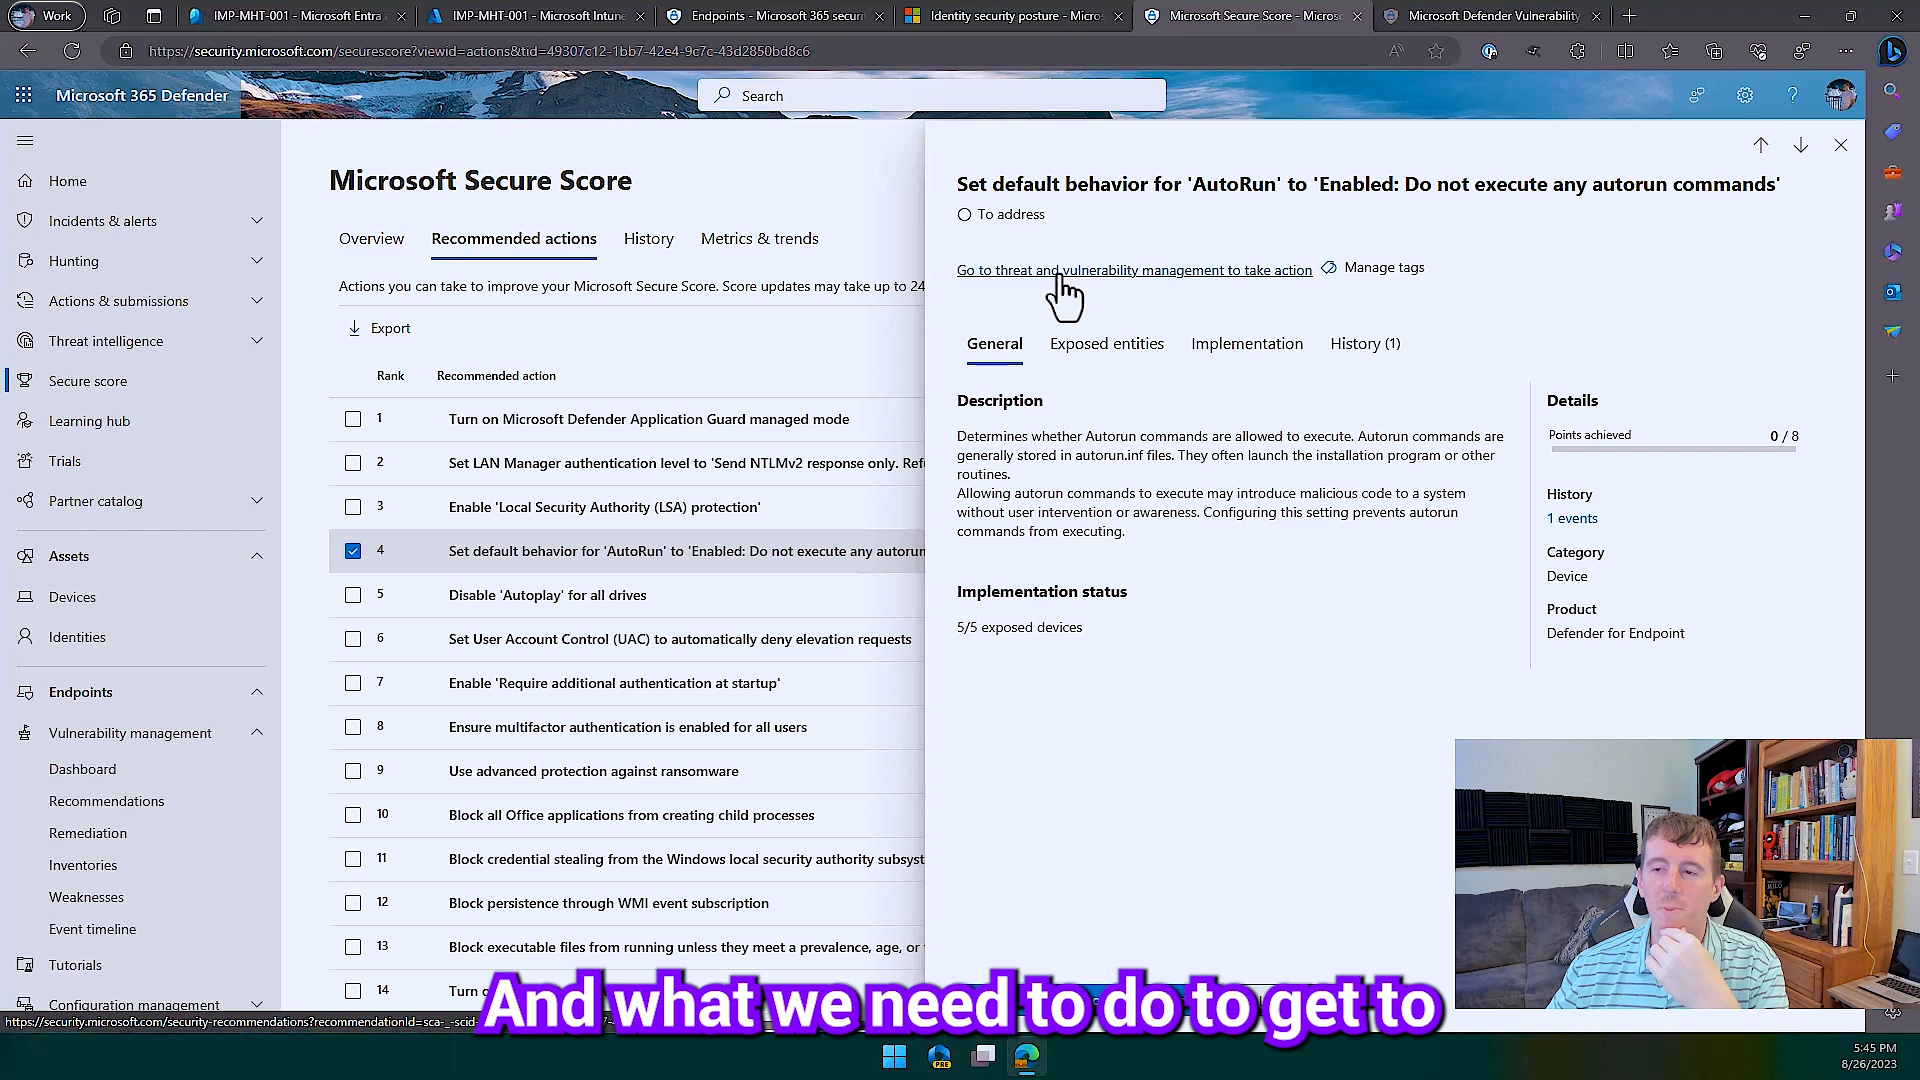 Work
IMP-MHT-001 - Microsoft Entra
IMP-MHT-001 - Microsoft Intune
Endpoints - Microsoft 365 securi
Identity security posture - Micros
Microsoft Secure Score - Micros
Microsoft Defender Vulnerability
https://security.microsoft.com/securescore?viewid=actions&tid=49307c12-1bb7-42e4-9c7c-43d2850bd8c6
Microsoft 365 Defender
Search
Home
Incidents & alerts
Hunting
Actions & submissions
Threat intelligence
Secure score
Learning hub
Trials
Partner catalog
Assets
Devices
Identities
Endpoints
Vulnerability management
Dashboard
Recommendations
Remediation
Inventories
Weaknesses
Event timeline
Tutorials
Configuration management
Microsoft Secure Score
Overview
Recommended actions
History
Metrics & trends
Actions you can take to improve your Microsoft Secure Score. Score updates may take up to 24
Export
Rank Recommended action
1 Turn on Microsoft Defender Application Guard managed mode
2 Set LAN Manager authentication level to 'Send NTLMv2 response only. Refu
3 Enable 'Local Security Authority (LSA) protection'
4 Set default behavior for 'AutoRun' to 'Enabled: Do not execute any autorun
5 Disable 'Autoplay' for all drives
6 Set User Account Control (UAC) to automatically deny elevation requests
7 Enable 'Require additional authentication at startup'
8 Ensure multifactor authentication is enabled for all users
9 Use advanced protection against ransomware
10 Block all Office applications from creating child processes
11 Block credential stealing from the Windows local security authority subsyst
12 Block persistence through WMI event subscription
13 Block executable files from running unless they meet a prevalence, age, or
14 Turn
Set default behavior for 'AutoRun' to 'Enabled: Do not execute any autorun commands'
To address
Go to threat and vulnerability management to take action
Manage tags
General
Exposed entities
Implementation
History (1)
Description
Determines whether Autorun commands are allowed to execute. Autorun commands are
generally stored in autorun.inf files. They often launch the installation program or other
routines.
Allowing autorun commands to execute may introduce malicious code to a system
without user intervention or awareness. Configuring this setting prevents autorun
commands from executing.
Implementation status
5/5 exposed devices
Details
Points achieved 0 / 8
History
1 events
Category
Device
Product
Defender for Endpoint
And what we need to do to get to
https://security.microsoft.com/security-recommendations?recommendationId=sca-_-scid-
PRE
5:45 PM
8/26/2023